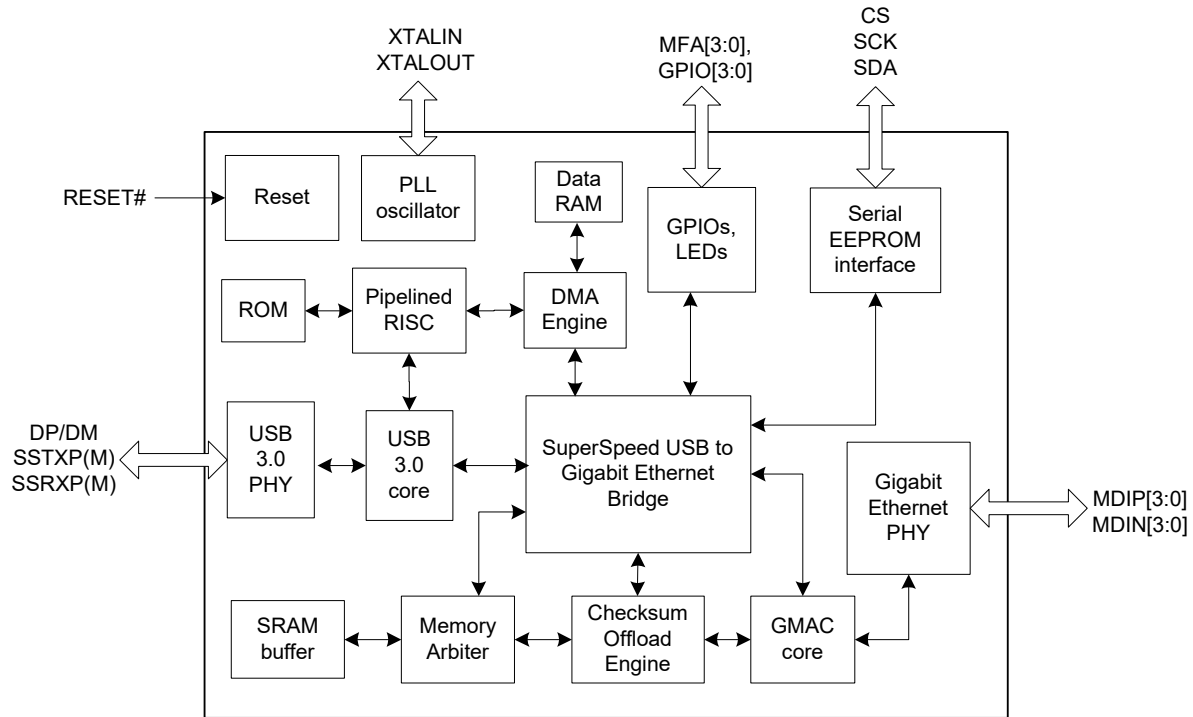 XTALIN
XTALOUT
MFA[3:0],
GPIO[3:0]
CS
SCK
SDA
RESET#
Reset
PLL
oscillator
Data
RAM
GPIOs,
LEDs
Serial
EEPROM
interface
ROM
Pipelined
RISC
DMA
Engine
DP/DM
SSTXP(M)
SSRXP(M)
USB
3.0
PHY
USB
3.0
core
SuperSpeed USB to
Gigabit Ethernet
Bridge
Gigabit
Ethernet
PHY
MDIP[3:0]
MDIN[3:0]
SRAM
buffer
Memory
Arbiter
Checksum
Offload
Engine
GMAC
core